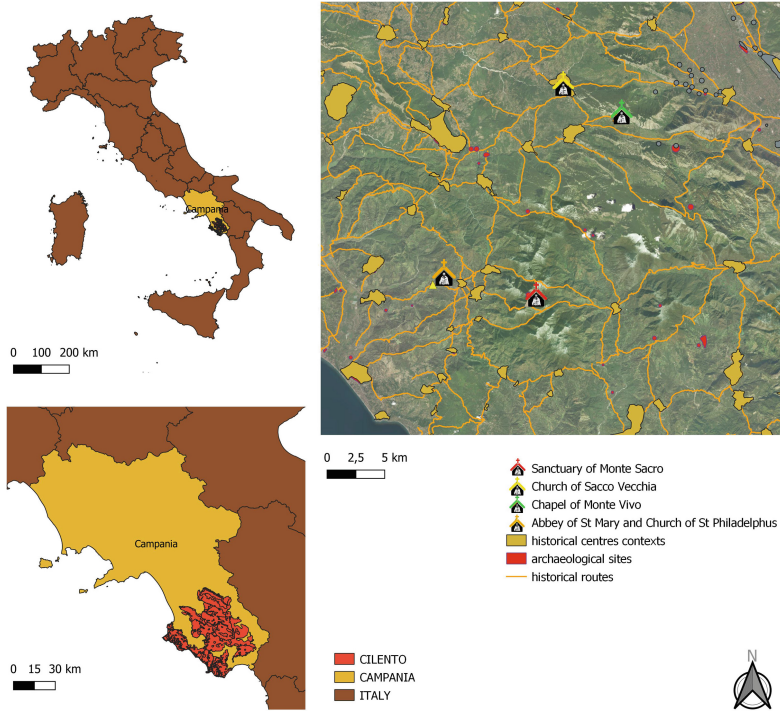 Campania
0 100 200 km
Campania
0 15 30 km
0 2,5 5 km
Sanctuary of Monte Sacro
Church of Sacco Vecchia
Chapel of Monte Vivo
Abbey of St Mary and Church of St Philadelphus
historical centres contexts
archaeological sites
historical routes
CILENTO
CAMPANIA
ITALY
N